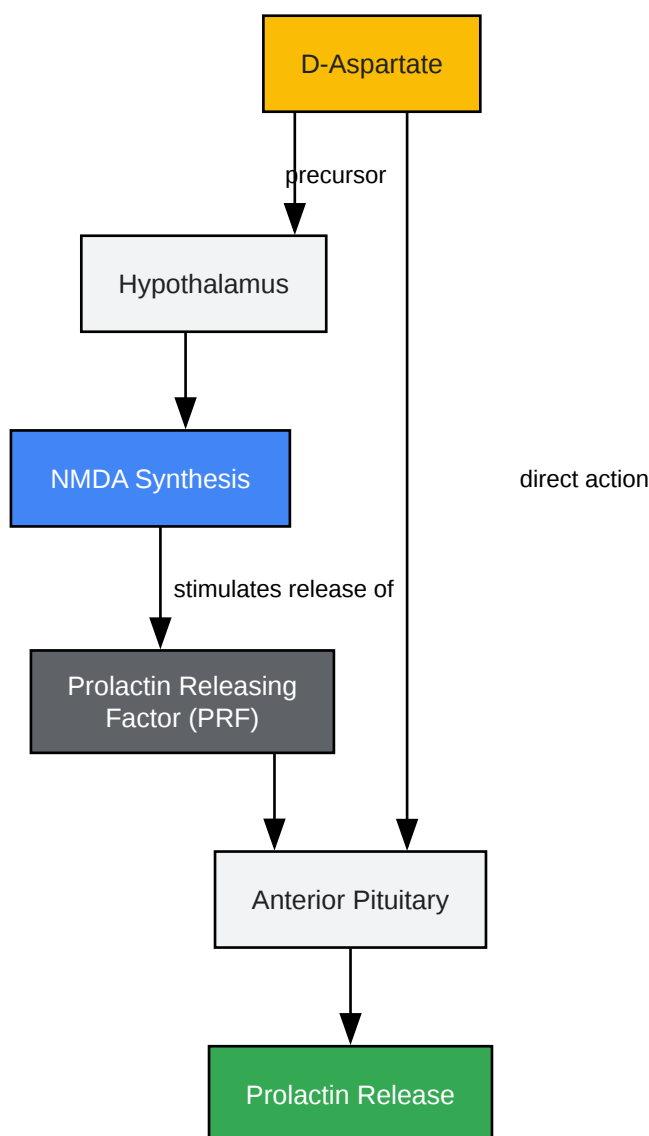 D-Aspartate
precursor
Hypothalamus
NMDA Synthesis
direct action
stimulates release of
Prolactin Releasing
Factor (PRF)
Anterior Pituitary
Prolactin Release